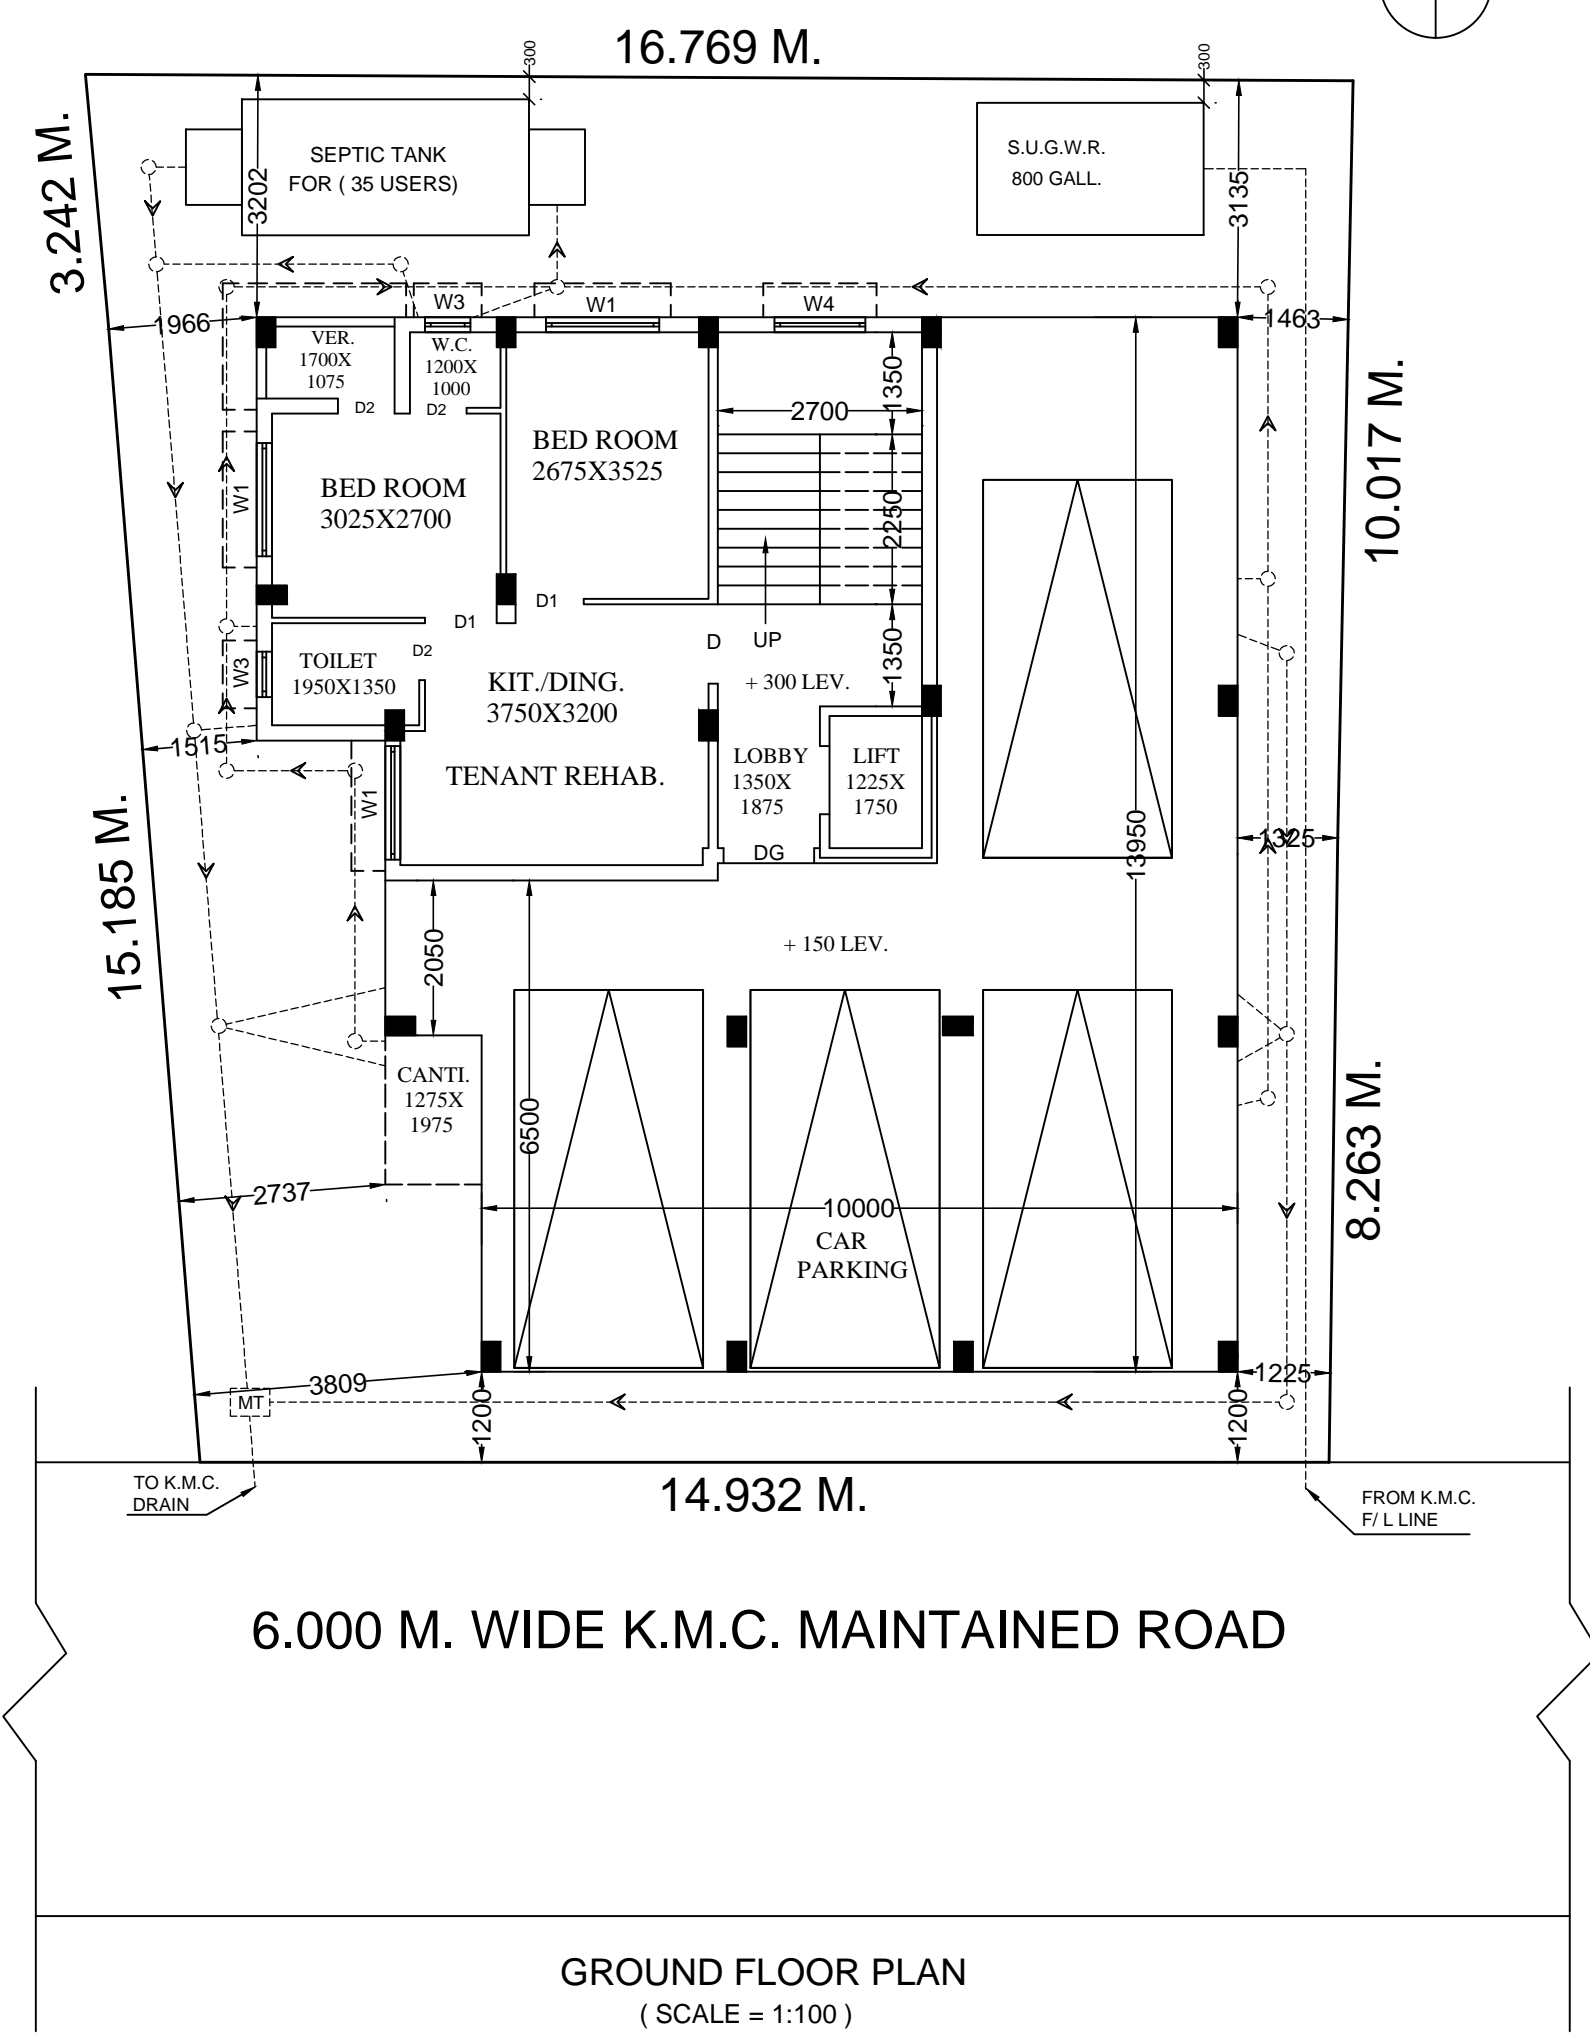 16.769 M.
300
300
3.242 M.
SEPTIC TANK
FOR ( 35 USERS)
3202
S.U.G.W.R.
800 GALL.
3135
W3
W1
W4
1966
1463
VER.
1700X
1075
W.C.
1200X
1000
D2
D2
1350
2700
BED ROOM
2675X3525
BED ROOM
3025X2700
W1
2250
10.017 M.
D1
D1
D2
D
UP
1350
TOILET
1950X1350
W3
KIT./DING.
3750X3200
+ 300 LEV.
1515
TENANT REHAB.
LOBBY
1350X
1875
LIFT
1225X
1750
W1
DG
13950
1325
15.185 M.
2050
+ 150 LEV.
CANTI.
1275X
1975
6500
8.263 M.
2737
10000
CAR
PARKING
3809
1225
MT
1200
1200
TO K.M.C.
DRAIN
14.932 M.
FROM K.M.C.
F/ L LINE
6.000 M. WIDE K.M.C. MAINTAINED ROAD
GROUND FLOOR PLAN
( SCALE = 1:100 )